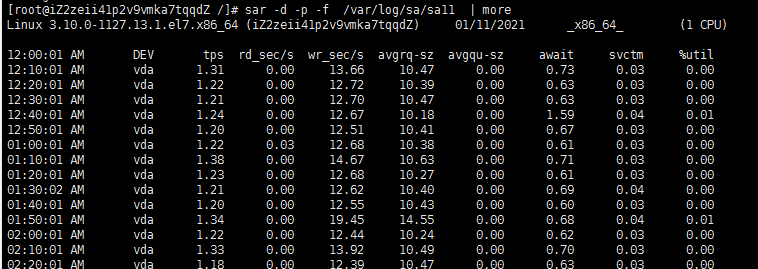 [root@iZ2zeii41p2v9vmka7tqqdZ /]# sar -d -p -f /var/log/sa/sa11 | more
Linux 3.10.0-1127.13.1.el7.x86_64 (iZ2zeii41p2v9vmka7tqqdZ) 01/11/2021 _x86_64_ (1 CPU)
12:00:01 AM DEV tps rd_sec/s wr_sec/s avgrq-sz avgqu-sz await svctm %util
12:10:01 AM vda 1.31 0.00 13.66 10.47 0.00 0.73 0.03 0.00
12:20:01 AM vda 1.22 0.00 12.72 10.39 0.00 0.63 0.03 0.00
12:30:01 AM vda 1.21 0.00 12.70 10.47 0.00 0.63 0.03 0.00
12:40:01 AM vda 1.24 0.00 12.67 10.18 0.00 1.59 0.04 0.01
12:50:01 AM vda 1.20 0.00 12.51 10.41 0.00 0.67 0.03 0.00
01:00:01 AM vda 1.22 0.03 12.68 10.38 0.00 0.61 0.03 0.00
01:10:01 AM vda 1.38 0.00 14.67 10.63 0.00 0.71 0.03 0.00
01:20:01 AM vda 1.23 0.00 12.68 10.27 0.00 0.61 0.03 0.00
01:30:02 AM vda 1.21 0.00 12.62 10.40 0.00 0.69 0.04 0.00
01:40:01 AM vda 1.20 0.00 12.55 10.43 0.00 0.60 0.03 0.00
01:50:01 AM vda 1.34 0.00 19.45 14.55 0.00 0.68 0.04 0.01
02:00:01 AM vda 1.22 0.00 12.44 10.24 0.00 0.62 0.03 0.00
02:10:01 AM vda 1.33 0.00 13.92 10.49 0.00 0.70 0.03 0.00
02:20:01 AM vda 1.18 0.00 12.39 10.47 0.00 0.63 0.03 0.00